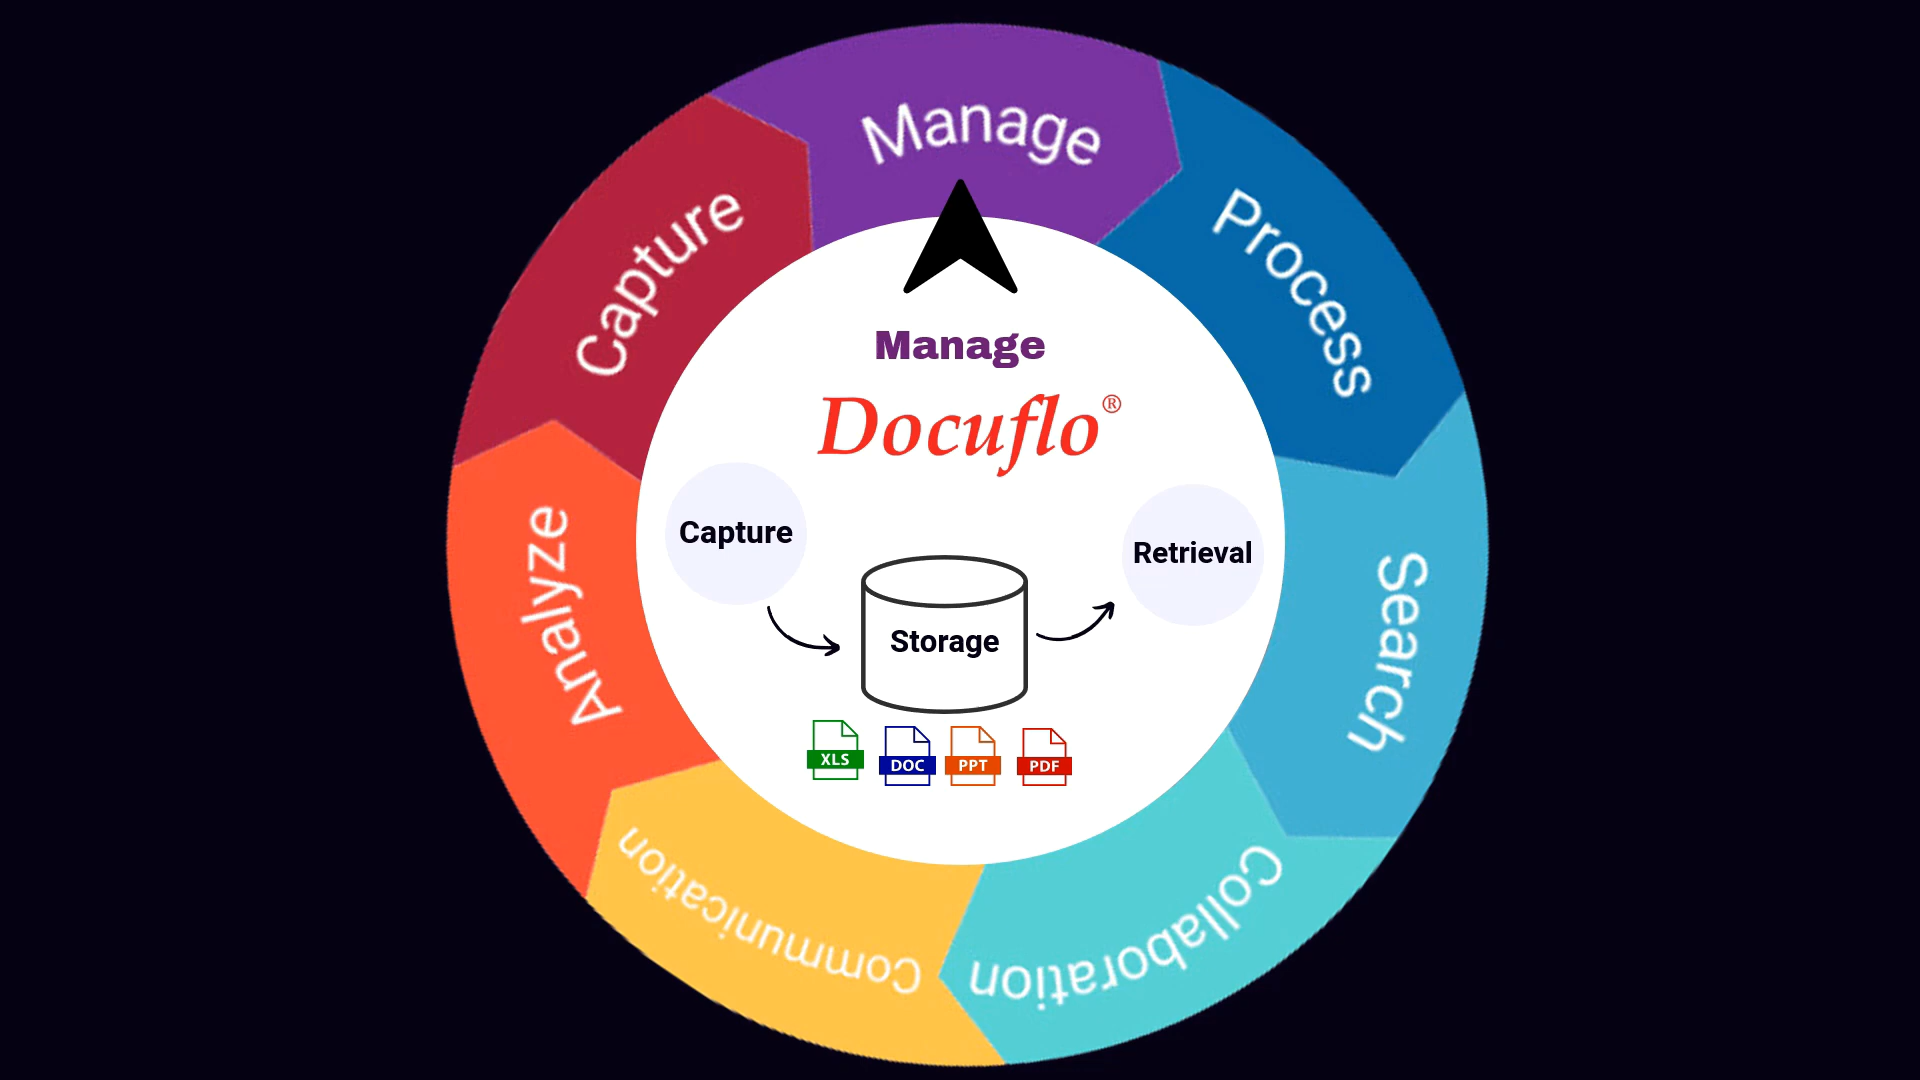 Manage
Process
Search
Collaboration
Communication
Analyze
Capture
Manage
Docuflo®
Capture
Storage
Retrieval
XLS
DOC
PPT
PDF